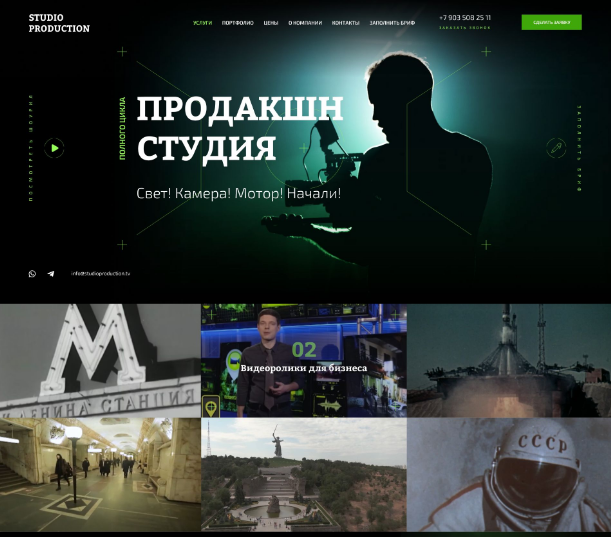 STUDIO
PRODUCTION
УСЛУГИ ПОРТФОЛИО ЦЕНЫ О КОМПАНИИ КОНТАКТЫ ЗАПОЛНИТЬ БРИФ
+7 903 508 25 11
ЗАКАЗАТЬ ЗВОНОК
СДЕЛАТЬ ЗАЯВКУ
ПОСМОТРЕТЬ ШОУРИЛ
ПОЛНОГО ЦИКЛА
ПРОДАКШН
СТУДИЯ
Свет! Камера! Мотор! Начали!
ЗАПОЛНИТЬ БРИФ
info@studioproduction.tv
М
ЛЕНИНА СТАНЦИЯ
02
Видеоролики для бизнеса
СССР